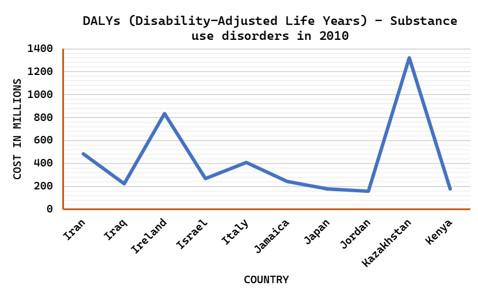 DALYs (Disability-Adjusted Life Years) - Substance
use disorders in 2010
COST IN MILLIONS
1400
1200
1000
800
600
400
200
0
Iran
Iraq
Ireland
Israel
Italy
Jamaica
Japan
Jordan
Kazakhstan
Kenya
COUNTRY